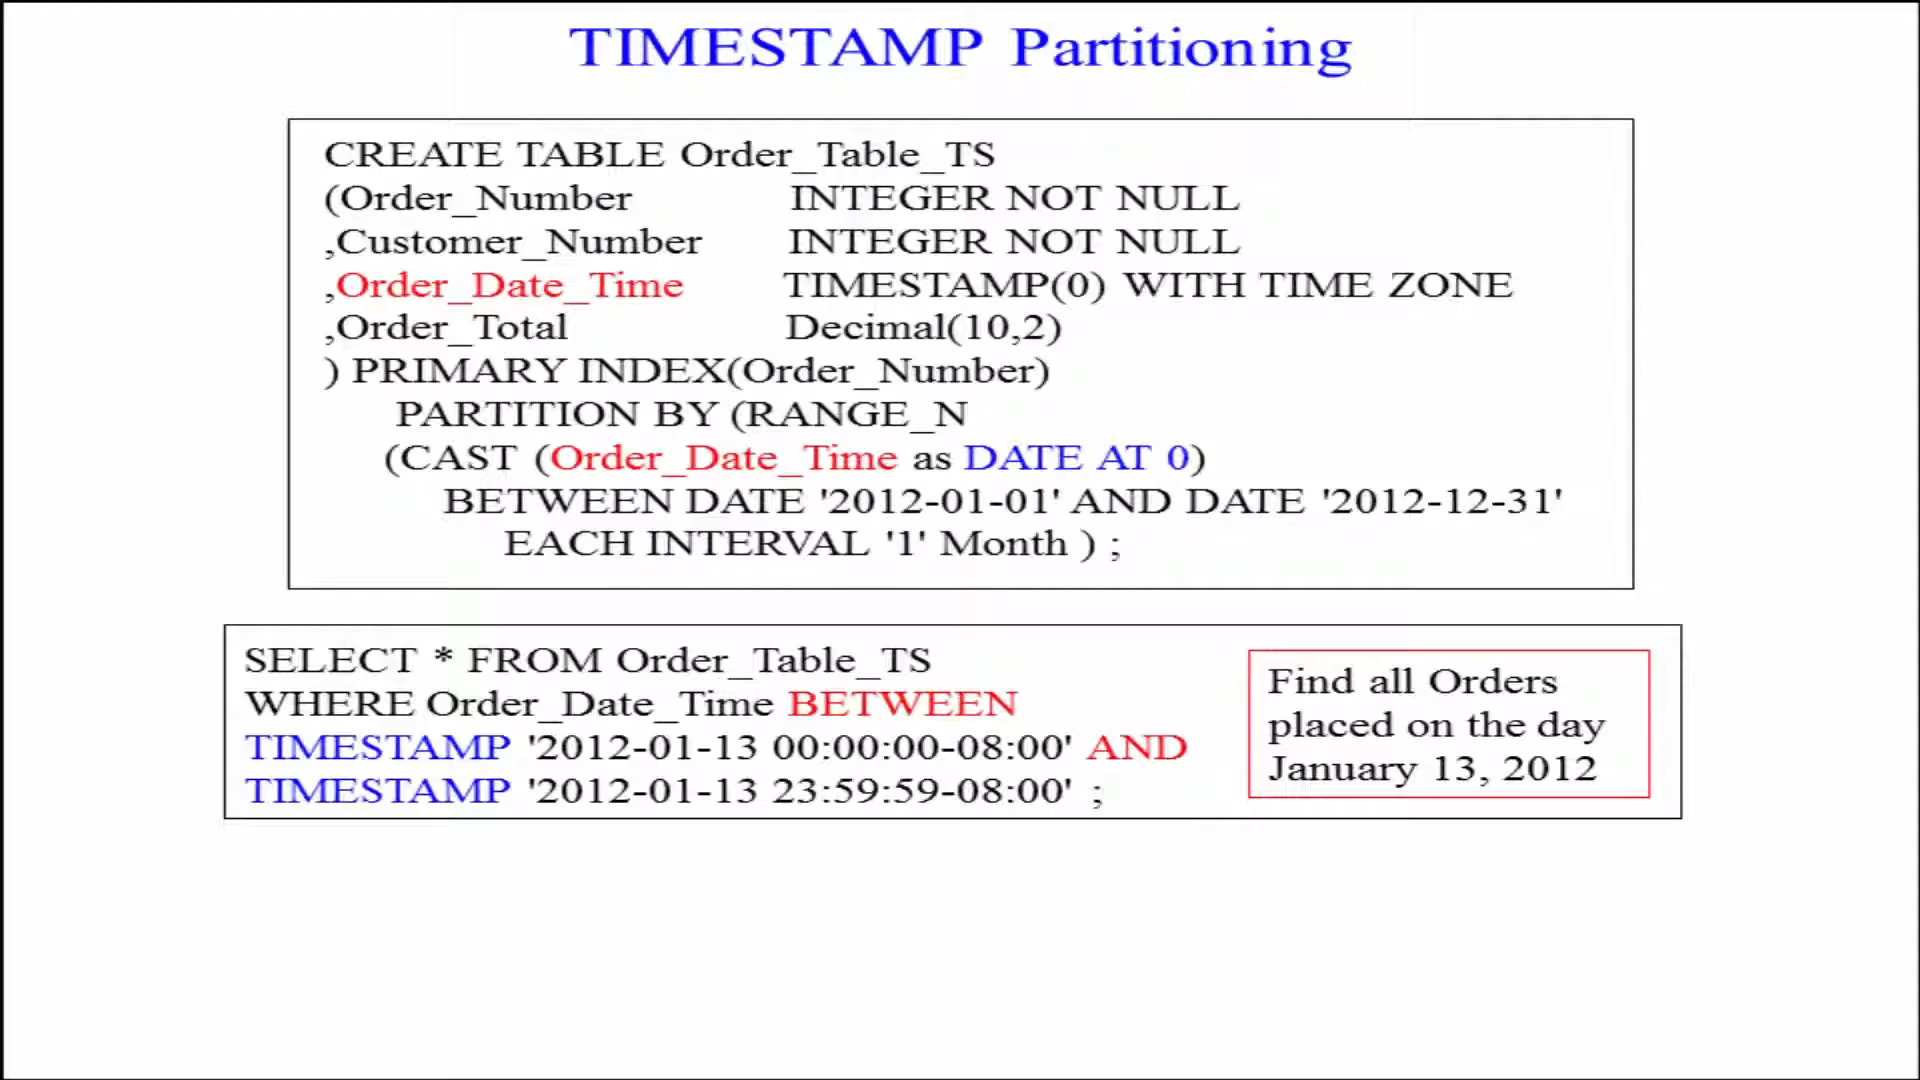 TIMESTAMP Partitioning
CREATE TABLE Order_Table_TS
(Order_Number INTEGER NOT NULL
,Customer_Number INTEGER NOT NULL
,Order_Date_Time TIMESTAMP(0) WITH TIME ZONE
,Order_Total Decimal(10,2)
) PRIMARY INDEX(Order_Number)
PARTITION BY (RANGE_N
(CAST (Order_Date_Time as DATE AT 0)
BETWEEN DATE '2012-01-01' AND DATE '2012-12-31'
EACH INTERVAL '1' Month ) ;
SELECT * FROM Order_Table_TS
WHERE Order_Date_Time BETWEEN
TIMESTAMP '2012-01-13 00:00:00-08:00' AND
TIMESTAMP '2012-01-13 23:59:59-08:00' ;
Find all Orders
placed on the day
January 13, 2012